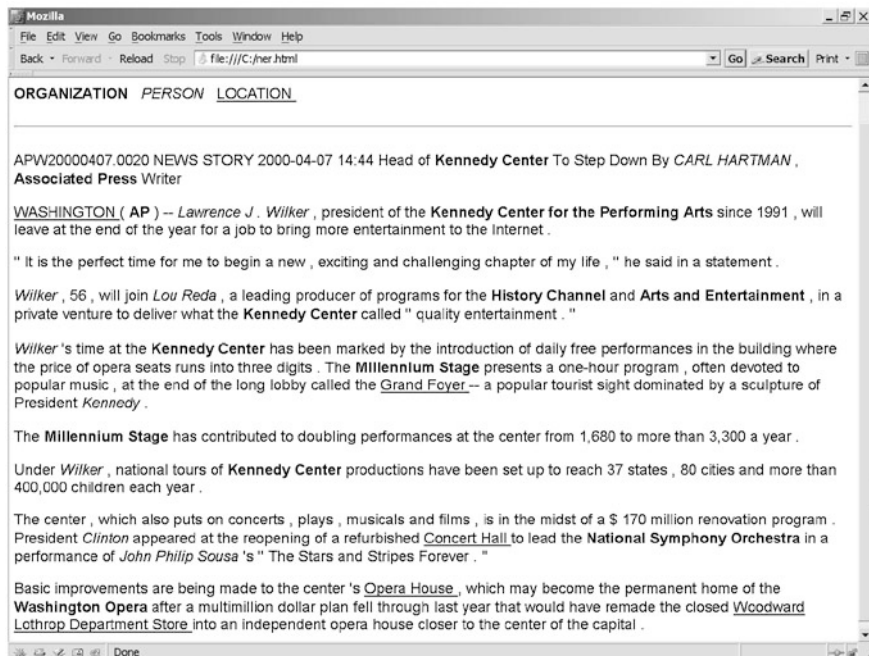 Mozilla
File Edit View Go Bookmarks Tools Window Help
Back Forward Reload Stop file:///C:/ner.html Go Search Print
ORGANIZATION PERSON LOCATION
APW20000407.0020 NEWS STORY 2000-04-07 14:44 Head of Kennedy Center To Step Down By CARL HARTMAN ,
Associated Press Writer
WASHINGTON ( AP ) -- Lawrence J . Wilker , president of the Kennedy Center for the Performing Arts since 1991 , will
leave at the end of the year for a job to bring more entertainment to the Internet .
" It is the perfect time for me to begin a new , exciting and challenging chapter of my life , " he said in a statement .
Wilker , 56 , will join Lou Reda , a leading producer of programs for the History Channel and Arts and Entertainment , in a
private venture to deliver what the Kennedy Center called " quality entertainment . "
Wilker 's time at the Kennedy Center has been marked by the introduction of daily free performances in the building where
the price of opera seats runs into three digits . The Millennium Stage presents a one-hour program , often devoted to
popular music , at the end of the long lobby called the Grand Foyer -- a popular tourist sight dominated by a sculpture of
President Kennedy .
The Millennium Stage has contributed to doubling performances at the center from 1,680 to more than 3,300 a year .
Under Wilker , national tours of Kennedy Center productions have been set up to reach 37 states , 80 cities and more than
400,000 children each year .
The center , which also puts on concerts , plays , musicals and films , is in the midst of a $ 170 million renovation program .
President Clinton appeared at the reopening of a refurbished Concert Hall to lead the National Symphony Orchestra in a
performance of John Philip Sousa 's " The Stars and Stripes Forever . "
Basic improvements are being made to the center 's Opera House , which may become the permanent home of the
Washington Opera after a multimillion dollar plan fell through last year that would have remade the closed Woodward
Lothrop Department Store into an independent opera house closer to the center of the capital .
Done